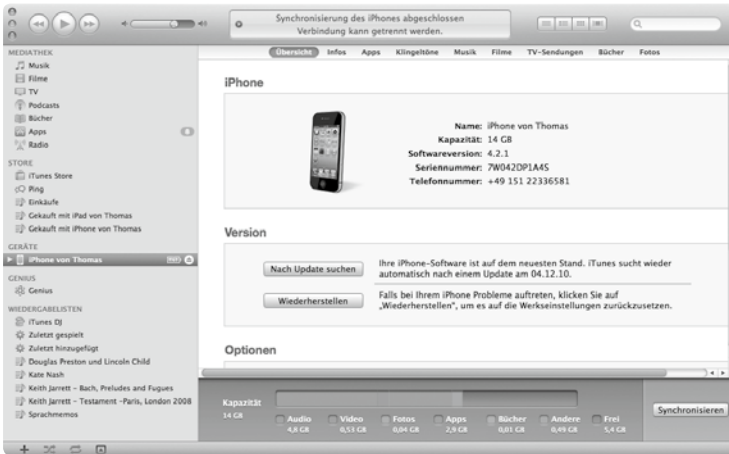 Synchronisierung des iPhones abgeschlossen
Verbindung kann getrennt werden.
MEDIATHEK
Musik
Filme
TV
Podcasts
Bücher
Apps
Radio
STORE
iTunes Store
Ping
Einkäufe
Gekauft mit iPad von Thomas
Gekauft mit iPhone von Thomas
GERÄTE
iPhone von Thomas
GENIUS
Genius
WIEDERGABELISTEN
iTunes DJ
Zuletzt gespielt
Zuletzt hinzugefügt
Douglas Preston und Lincoln Child
Kate Nash
Keith Jarrett – Bach, Preludes and Fugues
Keith Jarrett – Testament -Paris, London 2008
Sprachmemos
Übersicht Infos Apps Klingeltöne Musik Filme TV-Sendungen Bücher Fotos
iPhone
Name: iPhone von Thomas
Kapazität: 14 GB
Softwareversion: 4.2.1
Seriennummer: 7W042DP1A4S
Telefonnummer: +49 151 22336581
Version
Nach Update suchen
Ihre iPhone-Software ist auf dem neuesten Stand. iTunes sucht wieder
automatisch nach einem Update am 04.12.10.
Wiederherstellen
Falls bei Ihrem iPhone Probleme auftreten, klicken Sie auf
„Wiederherstellen", um es auf die Werkseinstellungen zurückzusetzen.
Optionen
Kapazität
14 GB
Audio Video Fotos Apps Bücher Andere Frei
4,8 GB 0,53 GB 0,04 GB 2,9 GB 0,01 GB 0,49 GB 5,4 GB
Synchronisieren